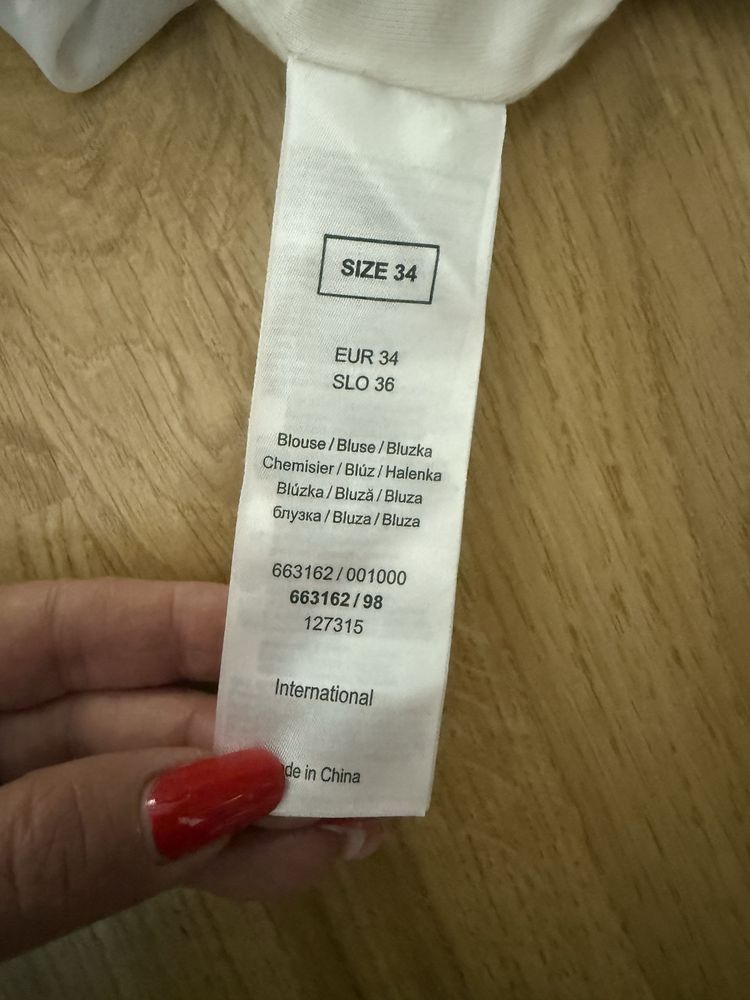 SIZE 34
EUR 34
SLO 36
Blouse / Bluse / Bluzka
Chemisier / Blúz / Halenka
Blúzka / Bluză / Bluza
блузка / Bluza / Bluza
663162 / 001000
663162 / 98
127315
International
de in China